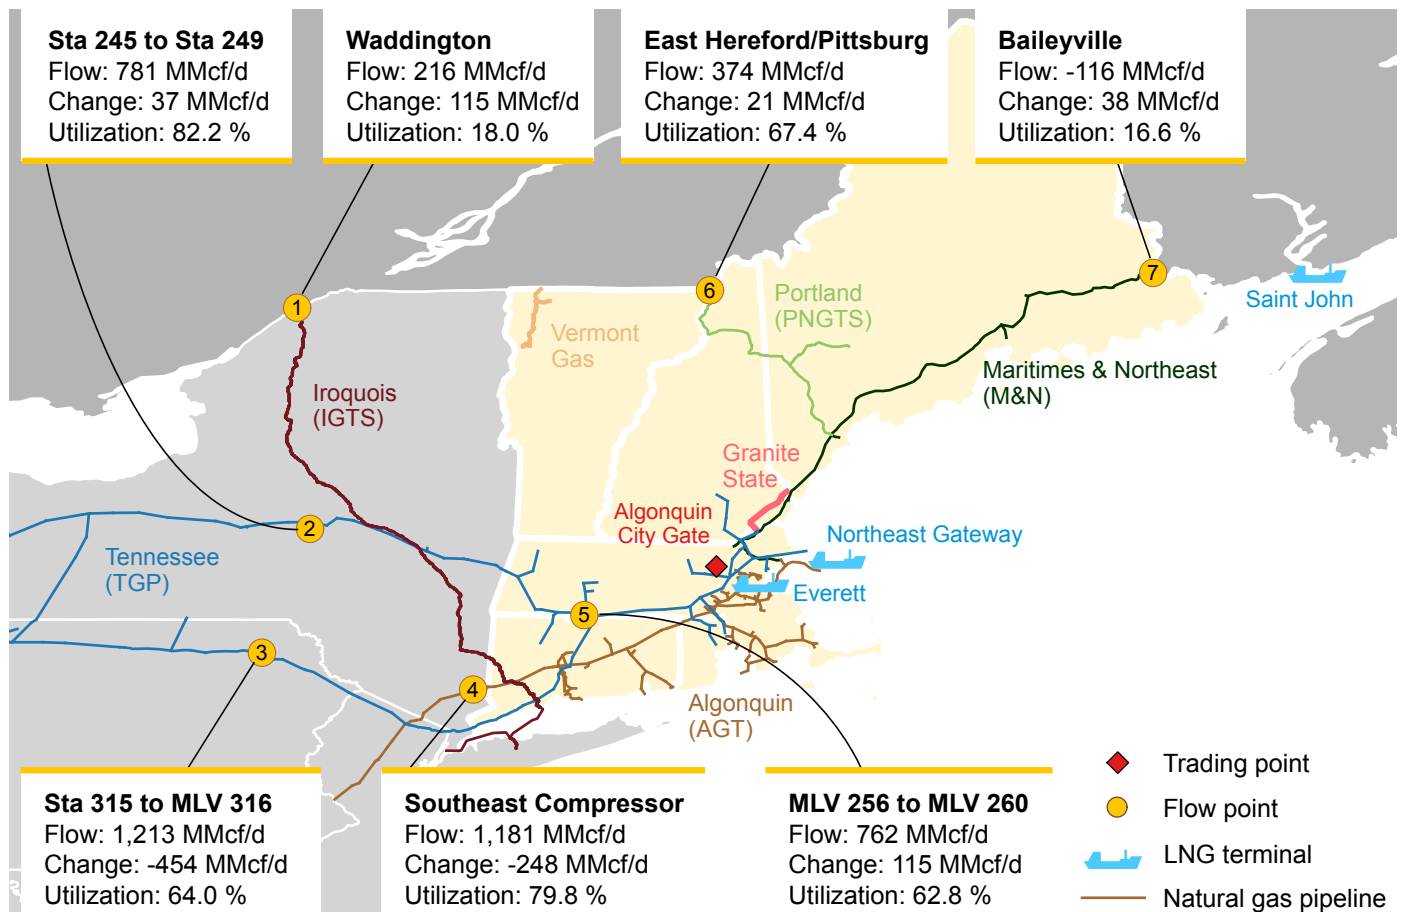 Sta 245 to Sta 249
Flow: 781 MMcf/d
Change: 37 MMcf/d
Utilization: 82.2 %
Waddington
Flow: 216 MMcf/d
Change: 115 MMcf/d
Utilization: 18.0 %
East Hereford/Pittsburg
Flow: 374 MMcf/d
Change: 21 MMcf/d
Utilization: 67.4 %
Baileyville
Flow: -116 MMcf/d
Change: 38 MMcf/d
Utilization: 16.6 %
7
6
1
Saint John
Portland
(PNGTS)
Vermont
Gas
Maritimes & Northeast
(M&N)
Iroquois
(IGTS)
Granite
State
Algonquin
City Gate
2
Northeast Gateway
Tennessee
(TGP)
Everett
5
3
4
Algonquin
(AGT)
Sta 315 to MLV 316
Flow: 1,213 MMcf/d
Change: -454 MMcf/d
Utilization: 64.0 %
Southeast Compressor
Flow: 1,181 MMcf/d
Change: -248 MMcf/d
Utilization: 79.8 %
MLV 256 to MLV 260
Flow: 762 MMcf/d
Change: 115 MMcf/d
Utilization: 62.8 %
Trading point
Flow point
LNG terminal
Natural gas pipeline